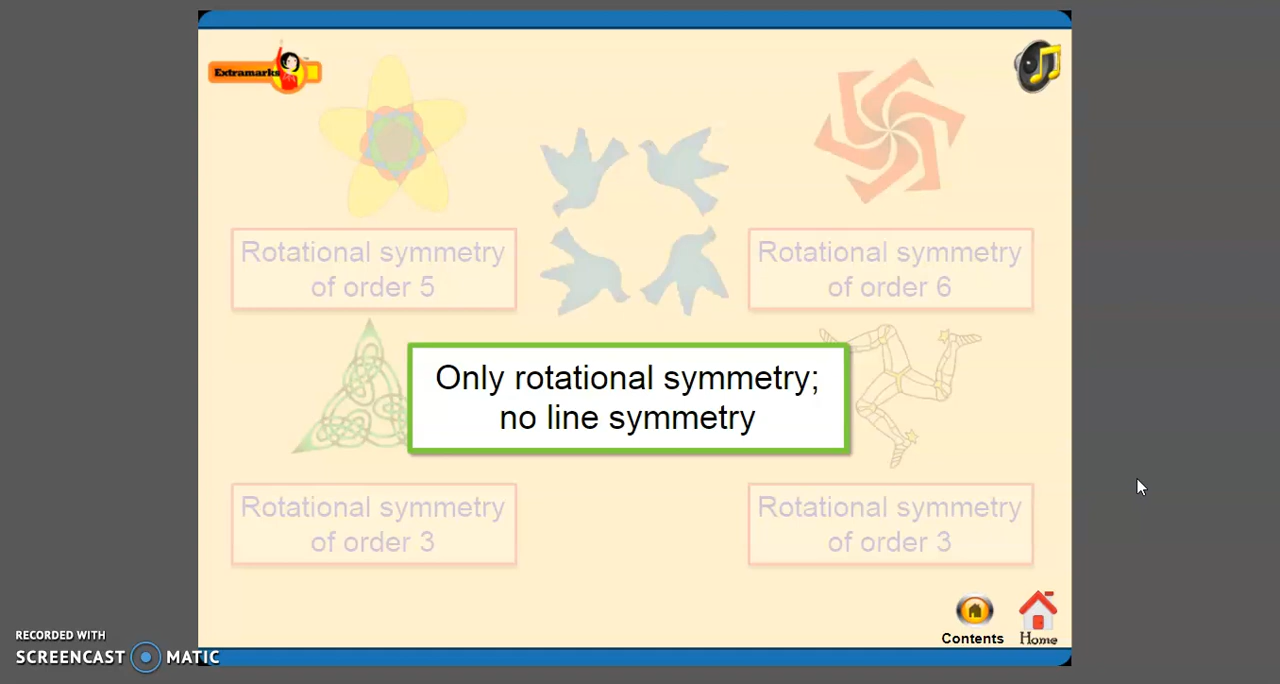 Extramarks
Rotational symmetry
of order 5
Rotational symmetry
of order 6
Only rotational symmetry;
no line symmetry
Rotational symmetry
of order 3
Rotational symmetry
of order 3
Contents
Home
RECORDED WITH
SCREENCAST MATIC